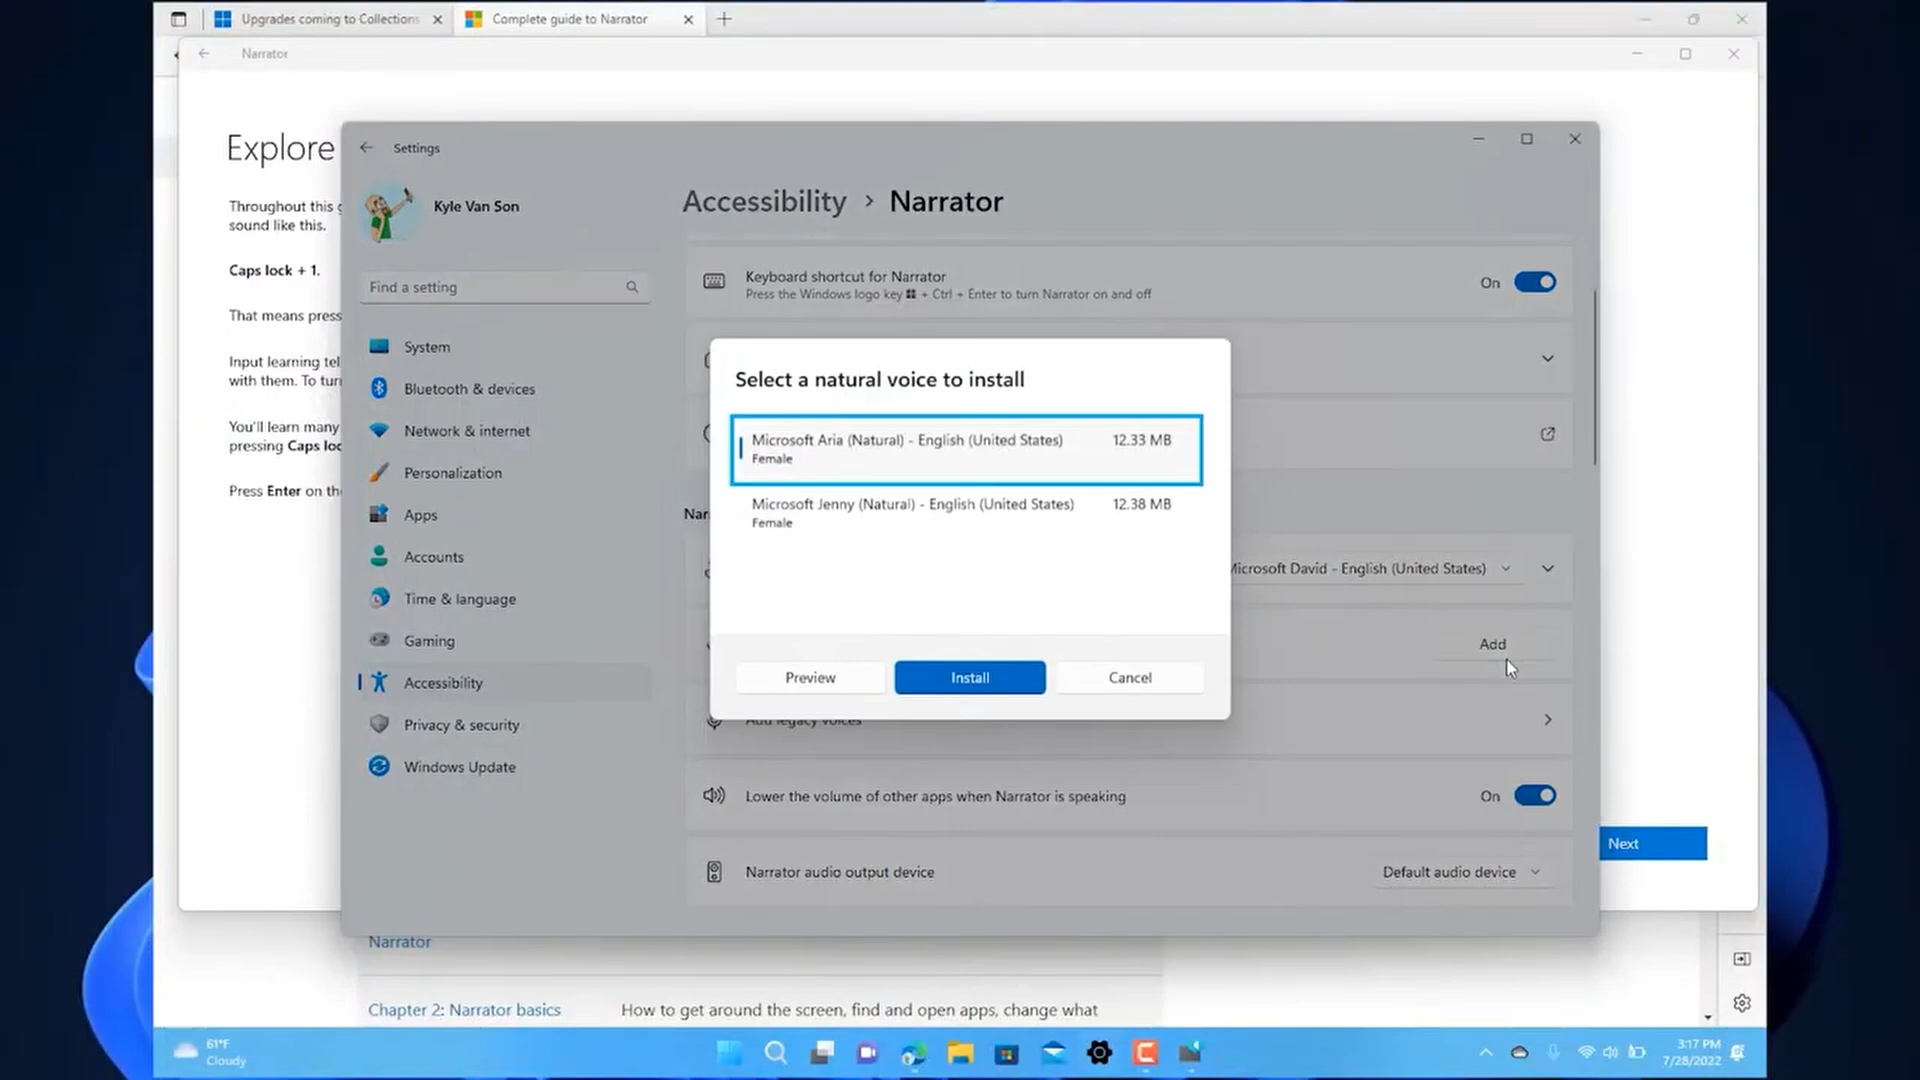 Upgrades coming to Collections
Complete guide to Narrator
Narrator
Explore
Throughout this g
sound like this.
Caps lock + 1.
That means press
Input learning tel
with them. To turn
You'll learn many
pressing Caps loc
Press Enter on the
Settings
Kyle Van Son
Find a setting
System
Bluetooth & devices
Network & internet
Personalization
Apps
Accounts
Time & language
Gaming
Accessibility
Privacy & security
Windows Update
Accessibility > Narrator
Keyboard shortcut for Narrator
Press the Windows logo key + Ctrl + Enter to turn Narrator on and off
On
Select a natural voice to install
Microsoft Aria (Natural) - English (United States) 12.33 MB
Female
Microsoft Jenny (Natural) - English (United States) 12.38 MB
Female
Preview
Install
Cancel
Nar
Microsoft David - English (United States)
Add
Add legacy voices
Lower the volume of other apps when Narrator is speaking
On
Narrator audio output device
Default audio device
Next
Narrator
Chapter 2: Narrator basics
How to get around the screen, find and open apps, change what
61°F
Cloudy
3:17 PM
7/28/2022